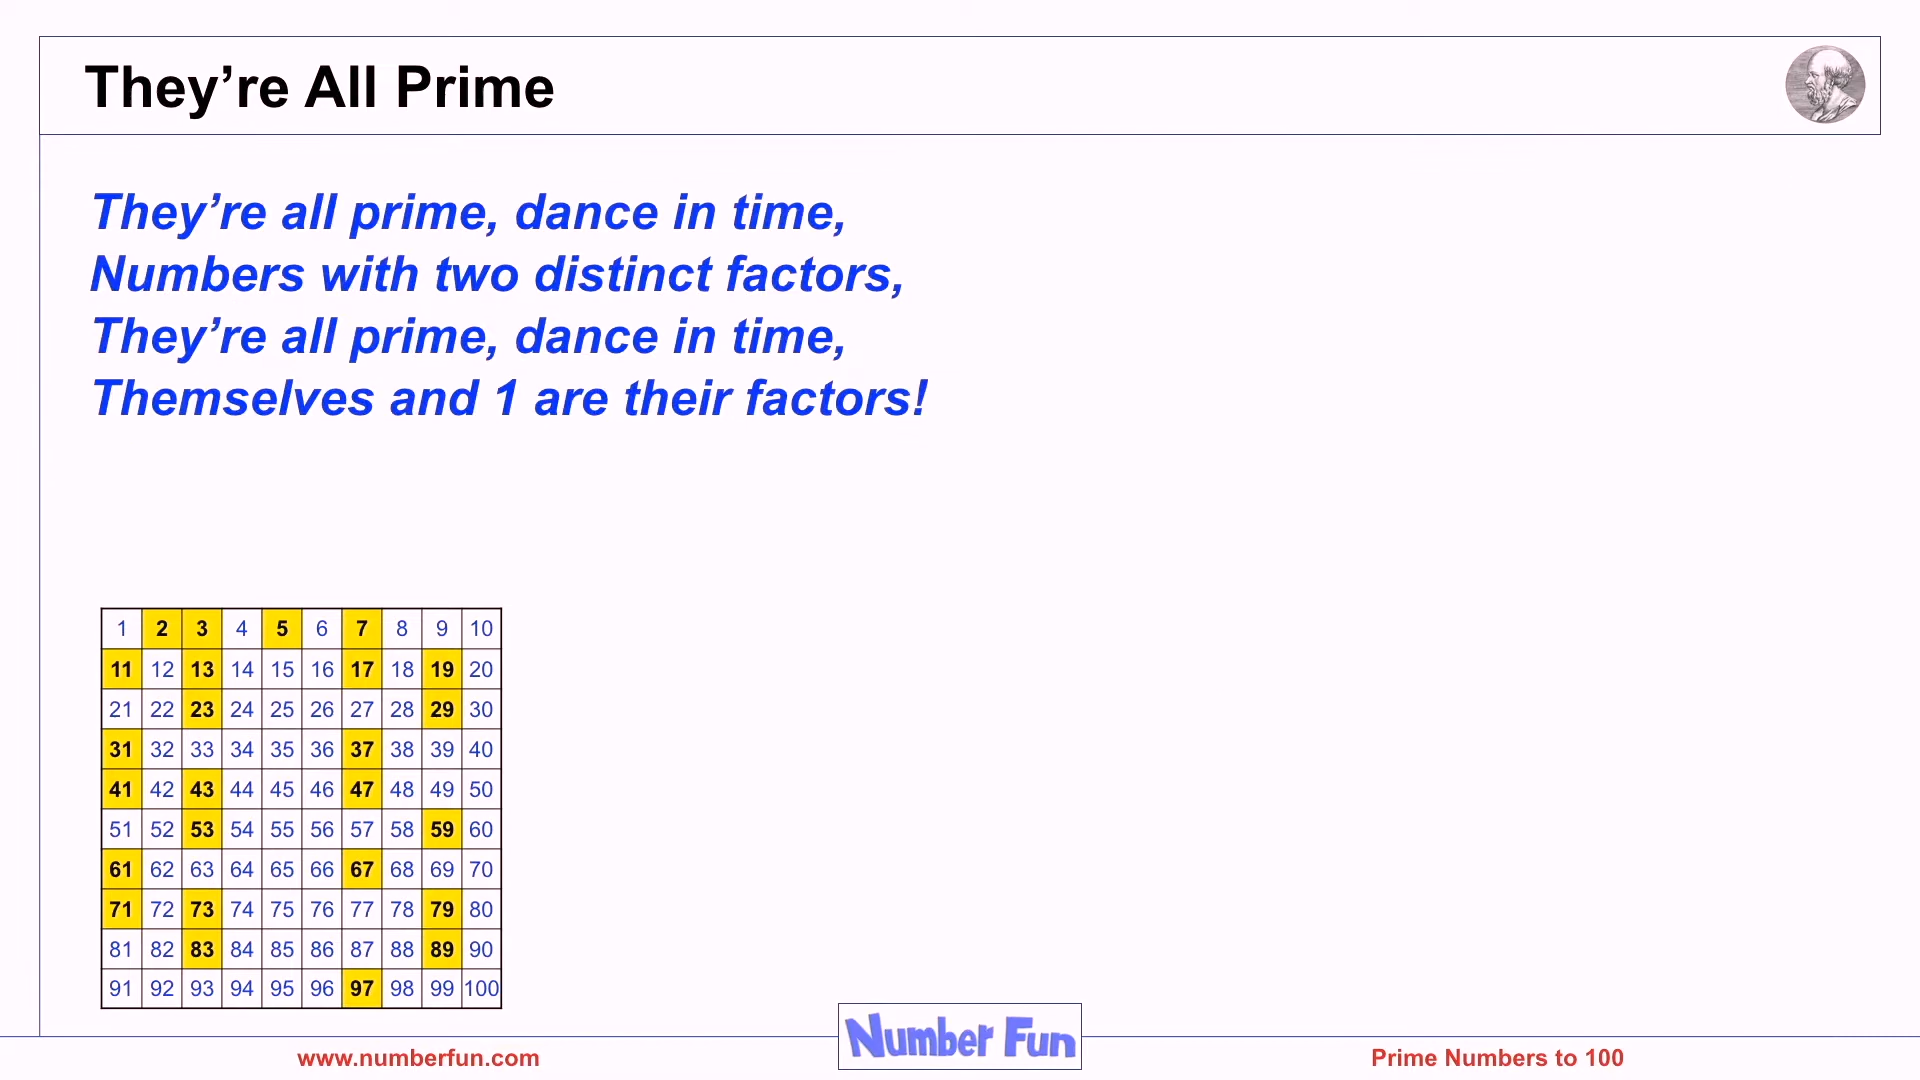 They’re All Prime
They’re all prime, dance in time,
Numbers with two distinct factors,
They’re all prime, dance in time,
Themselves and 1 are their factors!
1 2 3 4 5 6 7 8 9 10
11 12 13 14 15 16 17 18 19 20
21 22 23 24 25 26 27 28 29 30
31 32 33 34 35 36 37 38 39 40
41 42 43 44 45 46 47 48 49 50
51 52 53 54 55 56 57 58 59 60
61 62 63 64 65 66 67 68 69 70
71 72 73 74 75 76 77 78 79 80
81 82 83 84 85 86 87 88 89 90
91 92 93 94 95 96 97 98 99 100
www.numberfun.com
Number Fun
Prime Numbers to 100